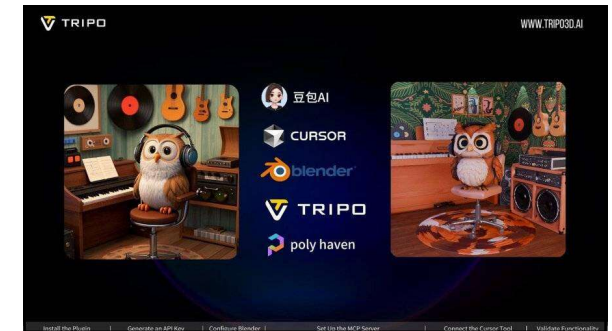 TRIPO
WWW.TRIPO3D.AI
豆包AI
CURSOR
blender
TRIPO
poly haven
Install the Plugin | Generate an API Key | Configure Blender | Set Up the MCP Server | Connect the Cursor Tool | Validate Functionality